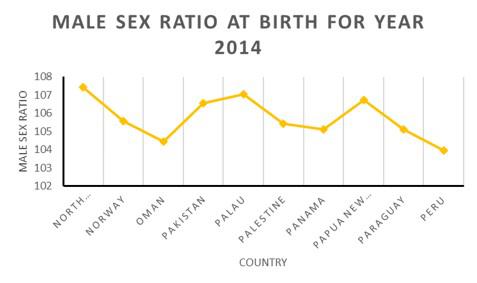 MALE SEX RATIO AT BIRTH FOR YEAR
2014
108
107
106
105
104
103
102
MALE SEX RATIO
NORTH...
NORWAY
OMAN
PAKISTAN
PALAU
PALESTINE
PANAMA
PAPUA NEW...
PARAGUAY
PERU
COUNTRY